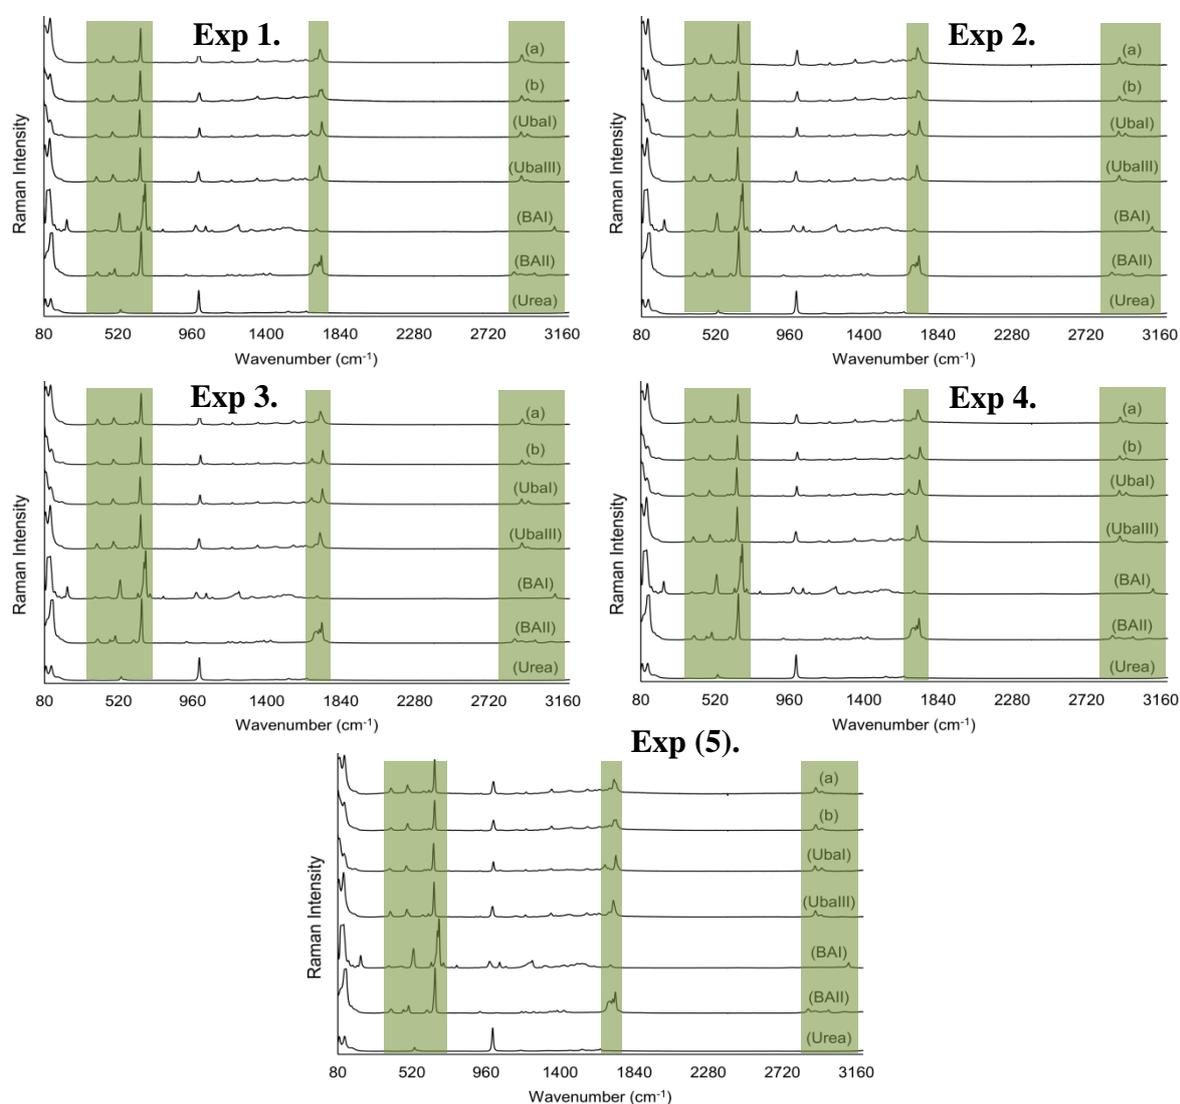 Exp 1.
(a)
(b)
(UbaI)
(UbaIII)
(BAI)
(BAII)
(Urea)
Raman Intensity
80 520 960 1400 1840 2280 2720 3160
Wavenumber (cm-1)
Exp 2.
(a)
(b)
(UbaI)
(UbaIII)
(BAI)
(BAII)
(Urea)
Raman Intensity
80 520 960 1400 1840 2280 2720 3160
Wavenumber (cm-1)
Exp 3.
(a)
(b)
(UbaI)
(UbaIII)
(BAI)
(BAII)
(Urea)
Raman Intensity
80 520 960 1400 1840 2280 2720 3160
Wavenumber (cm-1)
Exp 4.
(a)
(b)
(UbaI)
(UbaIII)
(BAI)
(BAII)
(Urea)
Raman Intensity
80 520 960 1400 1840 2280 2720 3160
Wavenumber (cm-1)
Exp (5).
(a)
(b)
(UbaI)
(UbaIII)
(BAI)
(BAII)
(Urea)
Raman Intensity
80 520 960 1400 1840 2280 2720 3160
Wavenumber (cm-1)